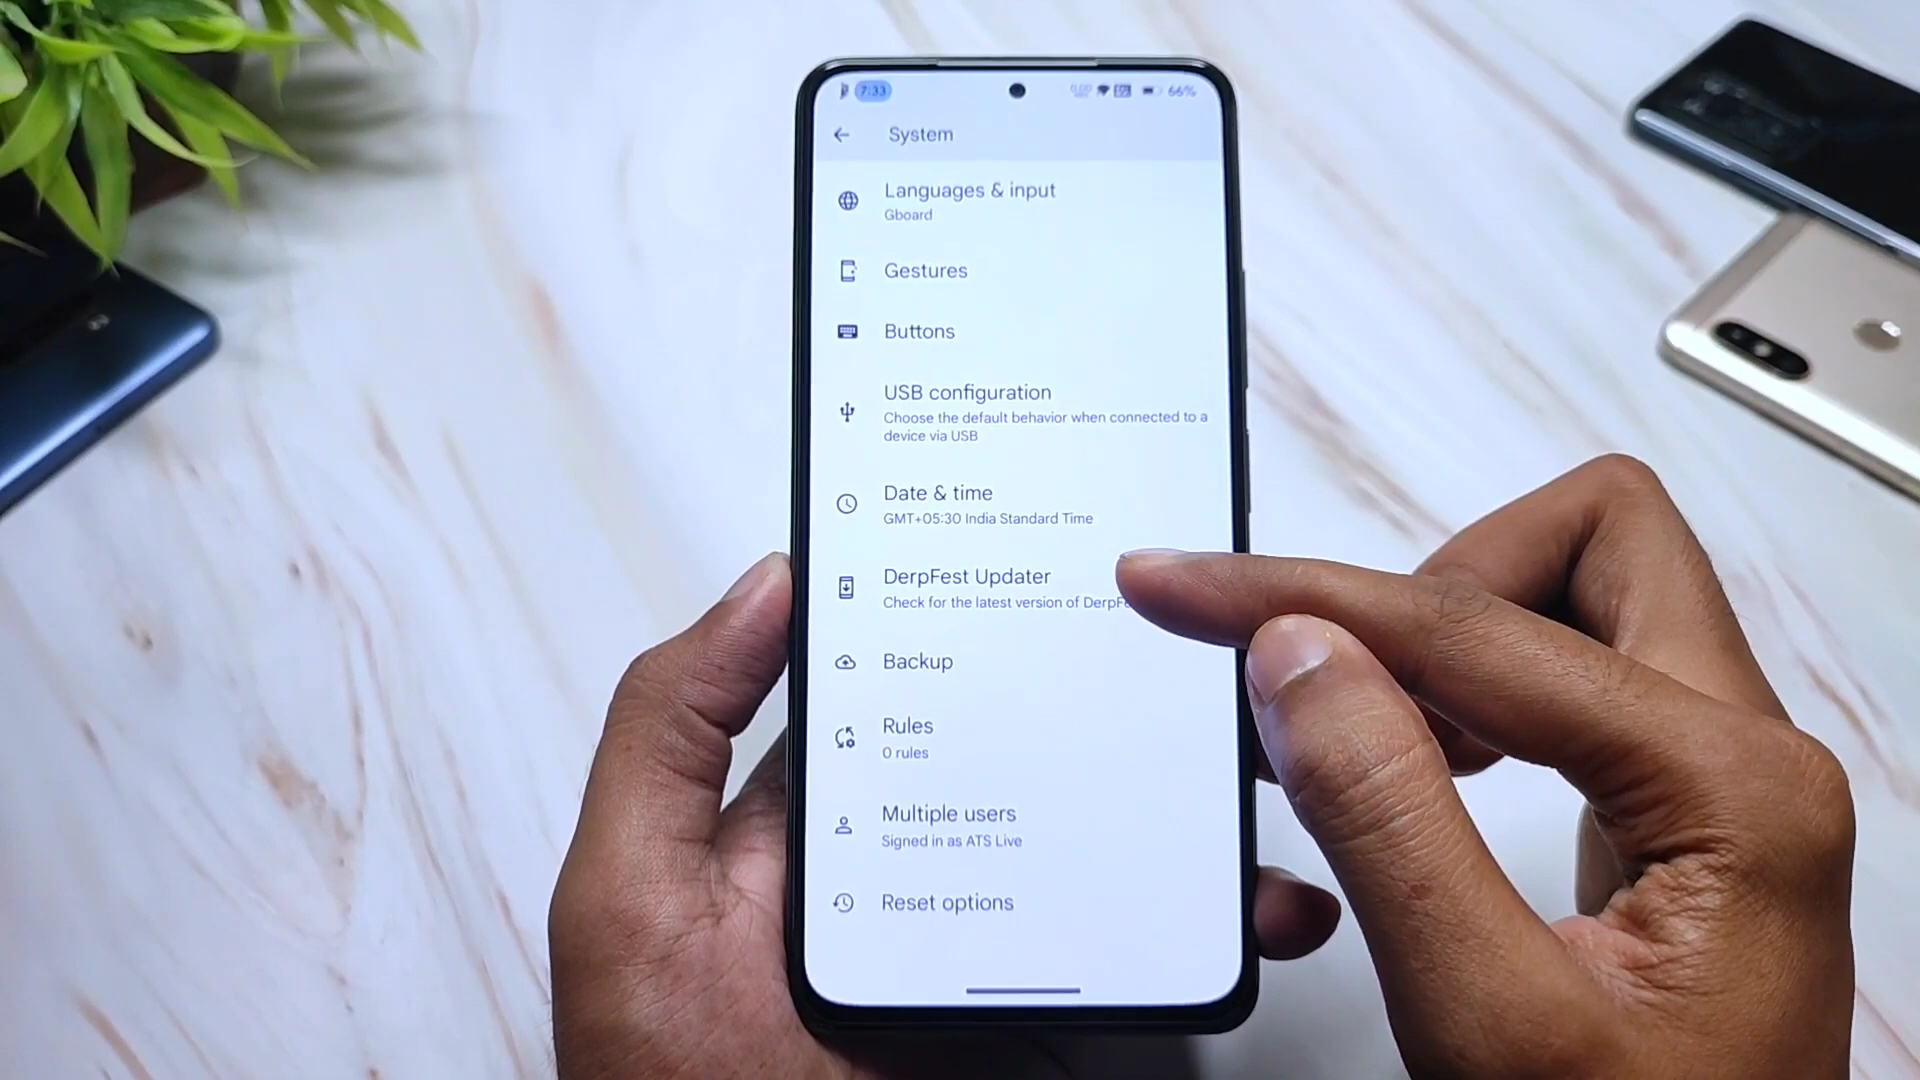 7:33
66%
System
Languages & input
Gboard
Gestures
Buttons
USB configuration
Choose the default behavior when connected to a
device via USB
Date & time
GMT+05:30 India Standard Time
DerpFest Updater
Check for the latest version of
Backup
Rules
0 rules
Multiple users
Signed in as ATS Live
Reset options